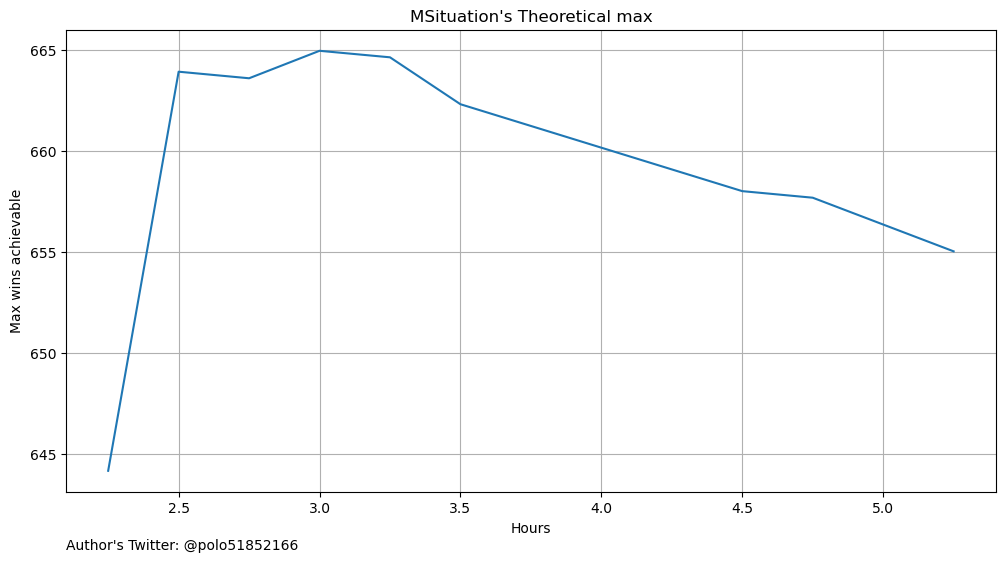 MSituation's Theoretical max
665
660
655
650
645
Max wins achievable
2.5 3.0 3.5 4.0 4.5 5.0
Hours
Author's Twitter: @polo51852166